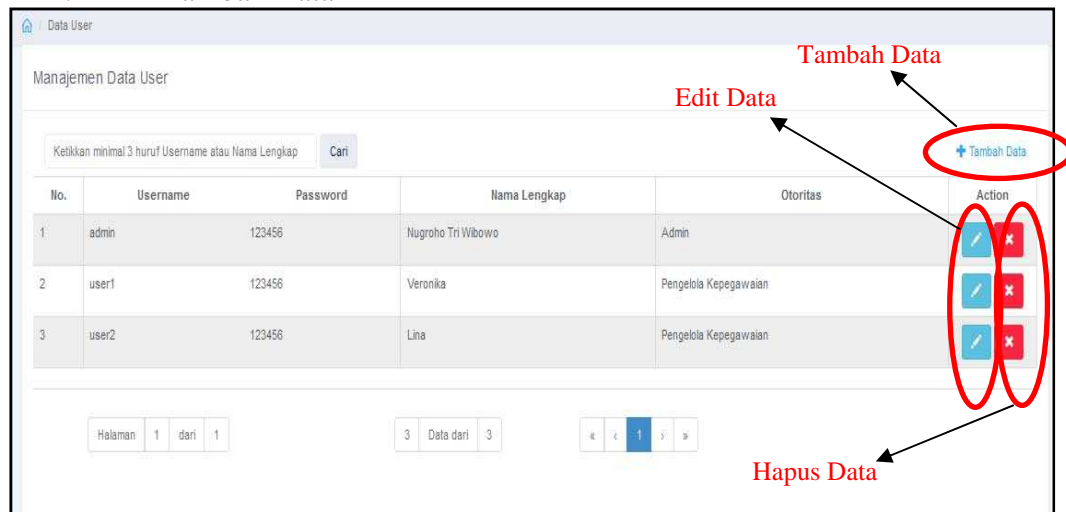 / Data User
Manajemen Data User
Tambah Data
Edit Data
Ketikkan minimal 3 huruf Username atau Nama Lengkap Cari
+ Tambah Data
No. Username Password Nama Lengkap Otoritas Action
1 admin 123456 Nugroho Tri Wibowo Admin
2 user1 123456 Veronika Pengelola Kepegawaian
3 user2 123456 Lina Pengelola Kepegawaian
Halaman 1 dari 1 3 Data dari 3 « ‹ 1 › »
Hapus Data